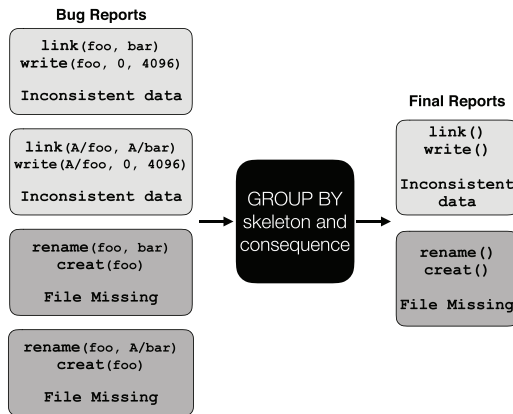 Bug Reports
link(foo, bar)
write(foo, 0, 4096)
Inconsistent data
link(A/foo, A/bar)
write(A/foo, 0, 4096)
Inconsistent data
rename(foo, bar)
creat(foo)
File Missing
rename(foo, A/bar)
creat(foo)
File Missing
GROUP BY
skeleton and
consequence
Final Reports
link()
write()
Inconsistent
data
rename()
creat()
File Missing